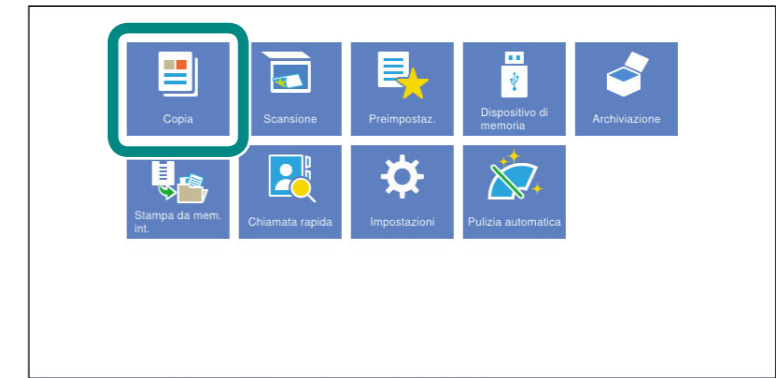 Copia
Scansione
Preimpostaz.
Dispositivo di
memoria
Archiviazione
Stampa da mem.
int.
Chiamata rapida
Impostazioni
Pulizia automatica